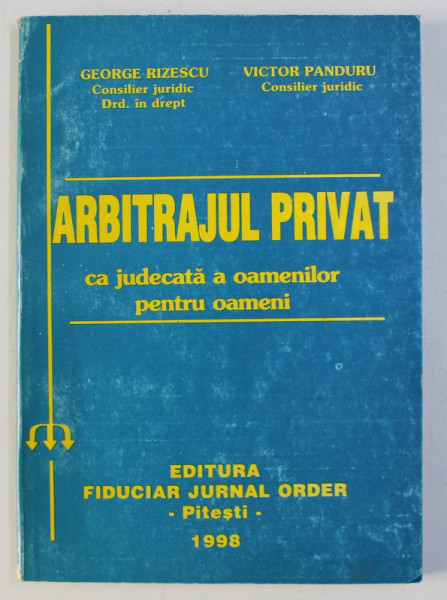 GEORGE RIZESCU
Consilier juridic
Drd. în drept
VICTOR PANDURU
Consilier juridic
ARBITRAJUL PRIVAT
ca judecată a oamenilor
pentru oameni
EDITURA
FIDUCIAR JURNAL ORDER
- Piteşti -
1998